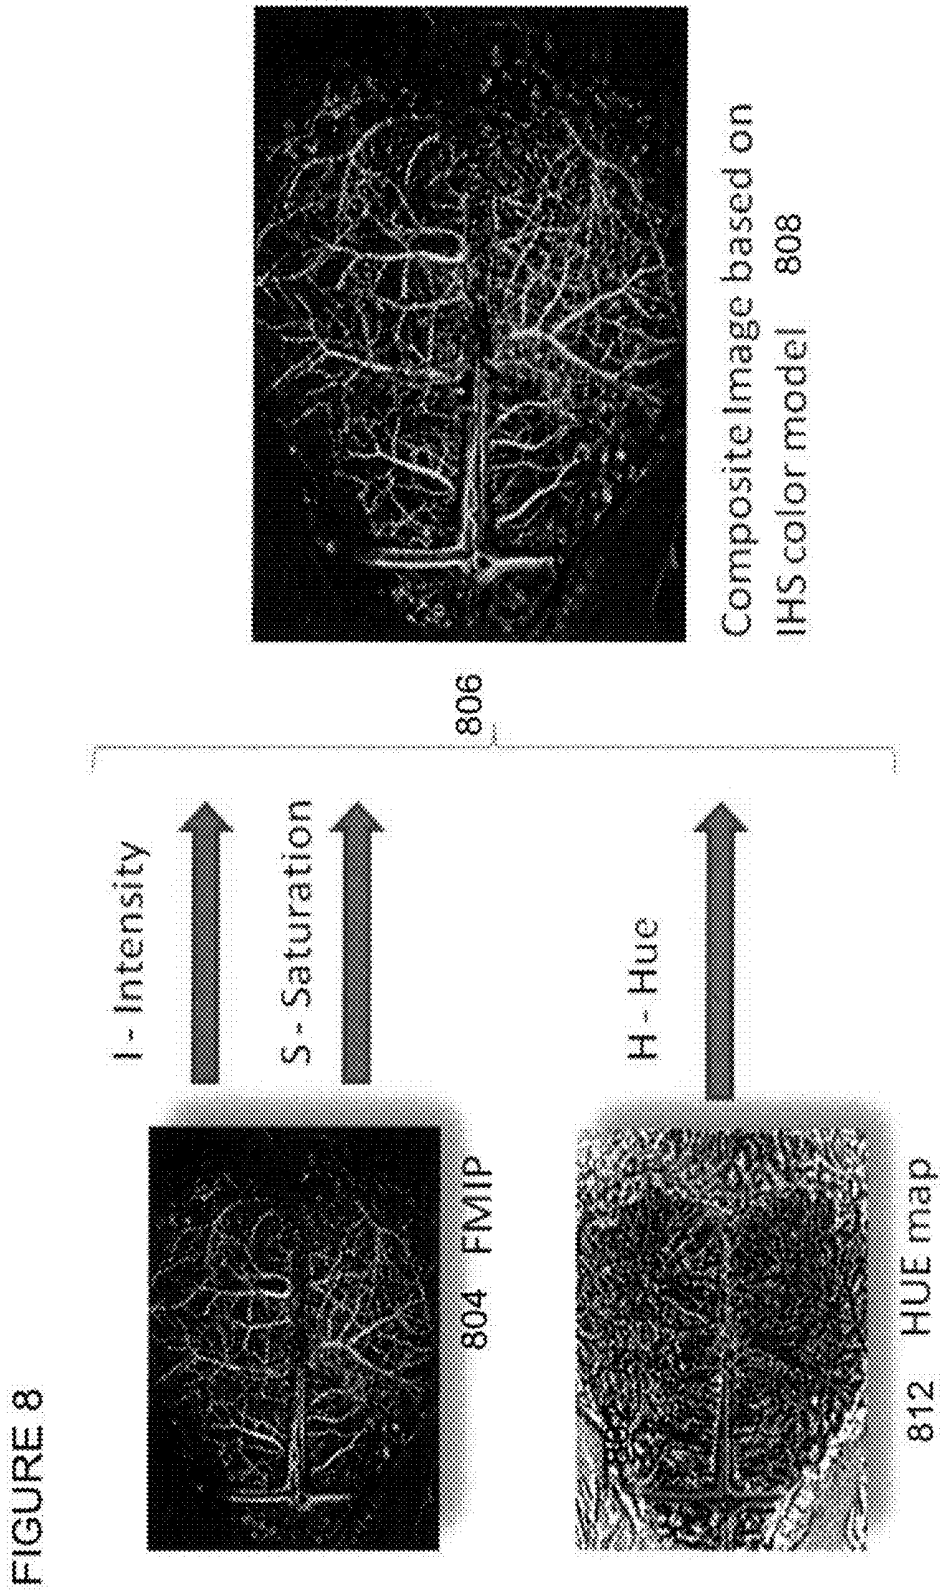 FIGURE 8
I - Intensity
S - Saturation
804 FMIP
H - Hue
812 HUE map
806
Composite Image based on
IHS color model 808